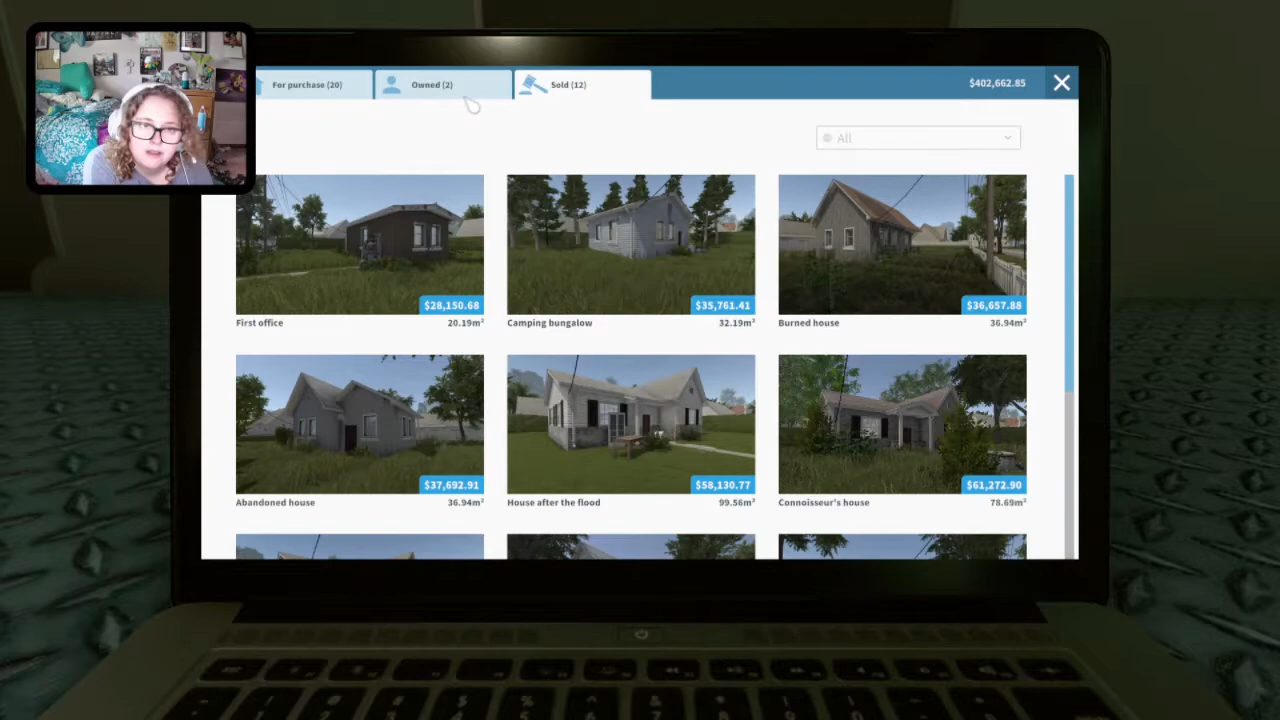 For purchase (20)
Owned (2)
Sold (12)
$402,662.85
All
$28,150.68
First office
20.19m²
$35,761.41
Camping bungalow
32.19m²
$36,657.88
Burned house
36.94m²
$37,692.91
Abandoned house
36.94m²
$58,130.77
House after the flood
99.56m²
$61,272.90
Connoisseur's house
78.69m²